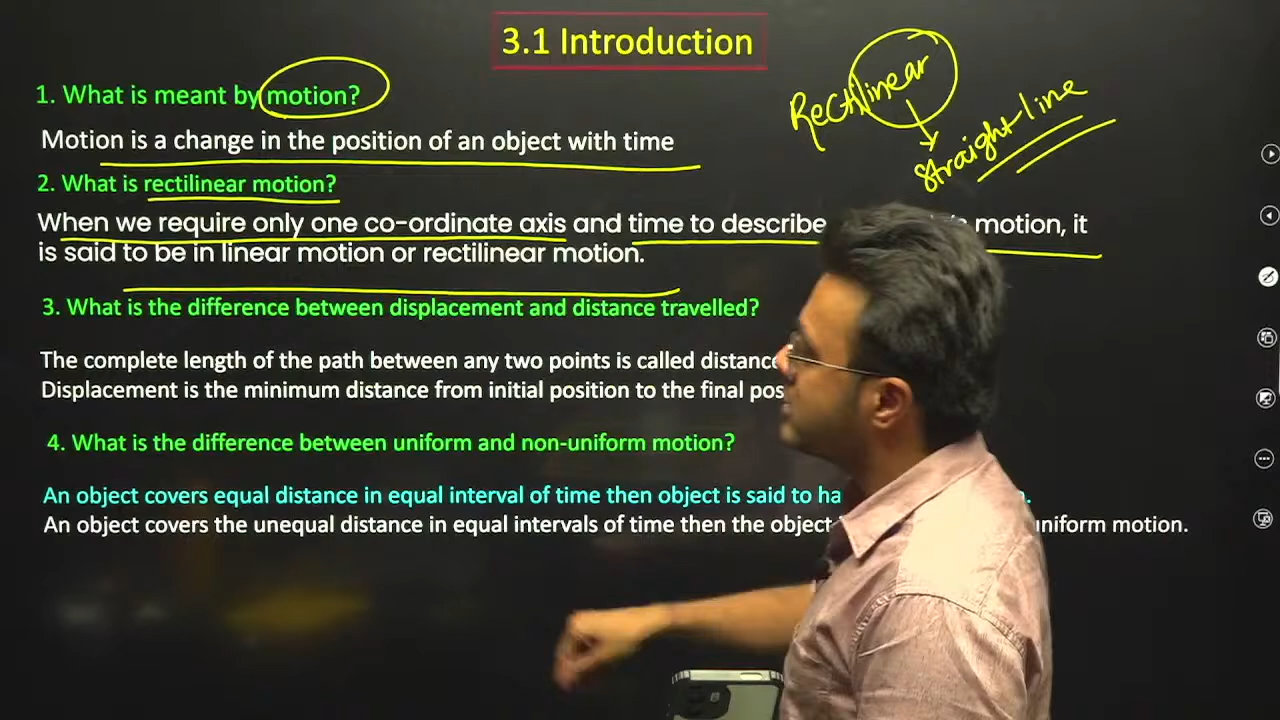 3.1 Introduction
1. What is meant by motion?
Rectilinear
straight-line
Motion is a change in the position of an object with time
2. What is rectilinear motion?
When we require only one co-ordinate axis and time to describe motion, it
is said to be in linear motion or rectilinear motion.
3. What is the difference between displacement and distance travelled?
The complete length of the path between any two points is called distance
Displacement is the minimum distance from initial position to the final
4. What is the difference between uniform and non-uniform motion?
An object covers equal distance in equal interval of time then object is said to
An object covers the unequal distance in equal intervals of time then the object uniform motion.